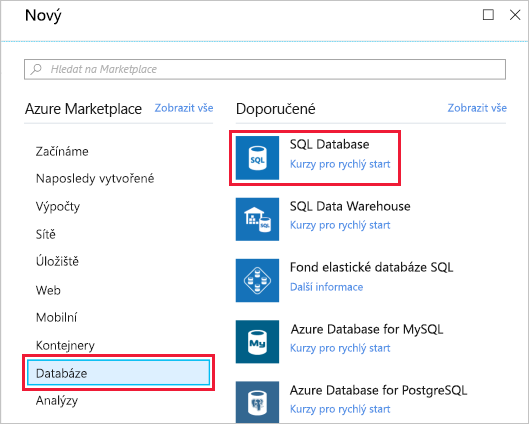 Nový
Hledat na Marketplace
Azure Marketplace
Zobrazit vše
Začínáme
Naposledy vytvořené
Výpočty
Sítě
Úložiště
Web
Mobilní
Kontejnery
Databáze
Analýzy
Doporučené
Zobrazit vše
SQL
SQL Database
Kurzy pro rychlý start
SQL
SQL Data Warehouse
Kurzy pro rychlý start
Fond elastické databáze SQL
Další informace
My
Azure Database for MySQL
Kurzy pro rychlý start
Azure Database for PostgreSQL
Kurzy pro rychlý start